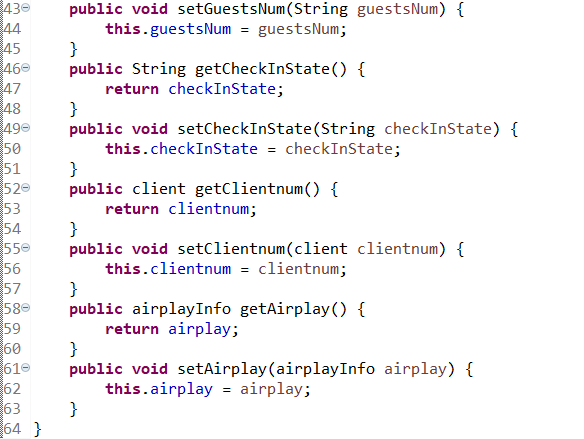 43 public void setGuestsNum(String guestsNum) {
44 this.guestsNum = guestsNum;
45 }
46 public String getCheckInState() {
47 return checkInState;
48 }
49 public void setCheckInState(String checkInState) {
50 this.checkInState = checkInState;
51 }
52 public client getClientnum() {
53 return clientnum;
54 }
55 public void setClientnum(client clientnum) {
56 this.clientnum = clientnum;
57 }
58 public airplayInfo getAirplay() {
59 return airplay;
60 }
61 public void setAirplay(airplayInfo airplay) {
62 this.airplay = airplay;
63 }
64 }